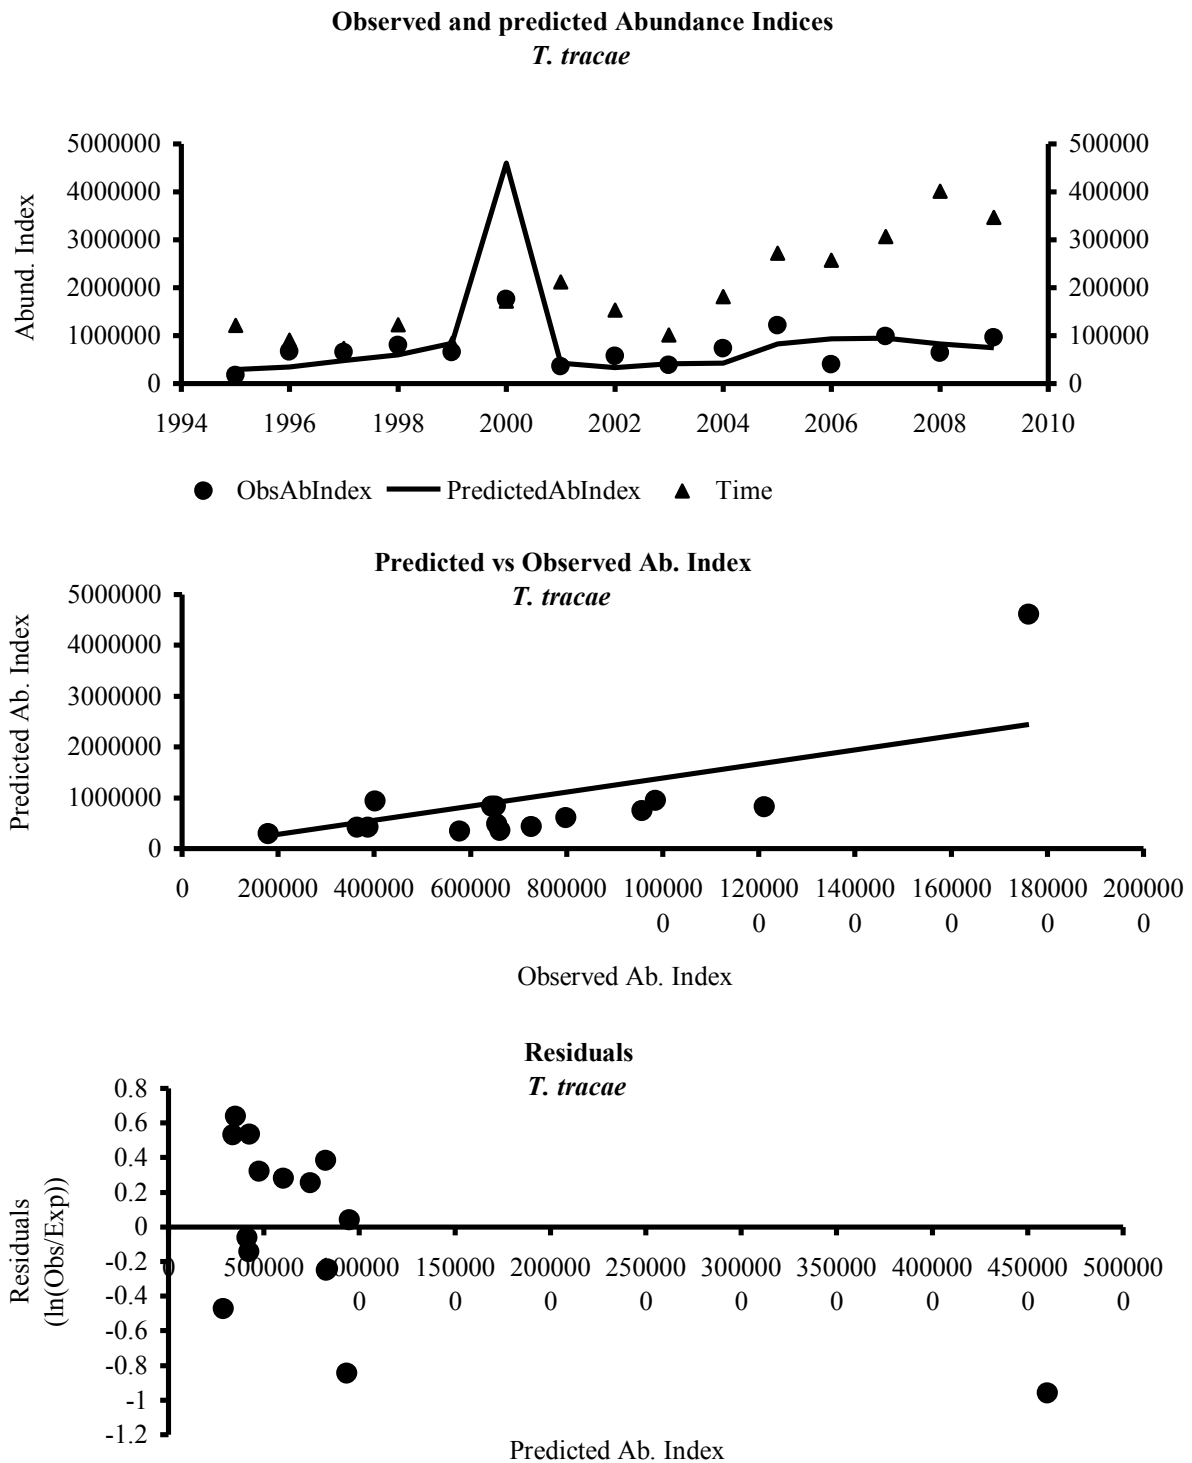 Observed and predicted Abundance Indices
T. tracae
5000000 500000
4000000 400000
3000000 300000
2000000 200000
1000000 100000
0 0
Abund. Index
1994 1996 1998 2000 2002 2004 2006 2008 2010
ObsAbIndex PredictedAbIndex Time
Predicted vs Observed Ab. Index
T. tracae
5000000
4000000
3000000
2000000
1000000
0
Predicted Ab. Index
0 200000 400000 600000 800000 100000 120000 140000 160000 180000 200000
0 0 0 0 0 0
Observed Ab. Index
Residuals
T. tracae
0.8
0.6
0.4
0.2
0
-0.2
-0.4
-0.6
-0.8
-1
-1.2
Residuals
(ln(Obs/Exp))
0 500000 100000 150000 200000 250000 300000 350000 400000 450000 500000
0 0 0 0 0 0 0 0 0
Predicted Ab. Index